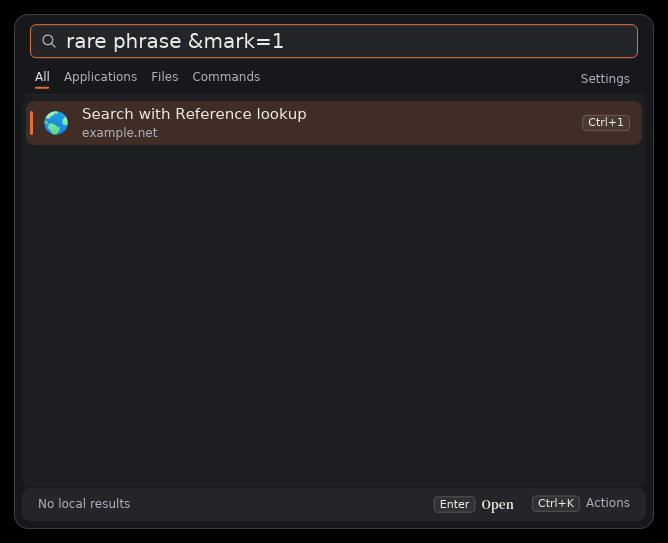 rare phrase &mark=1
All Applications Files Commands Settings
Search with Reference lookup
example.net
Ctrl+1
No local results Enter Open Ctrl+K Actions